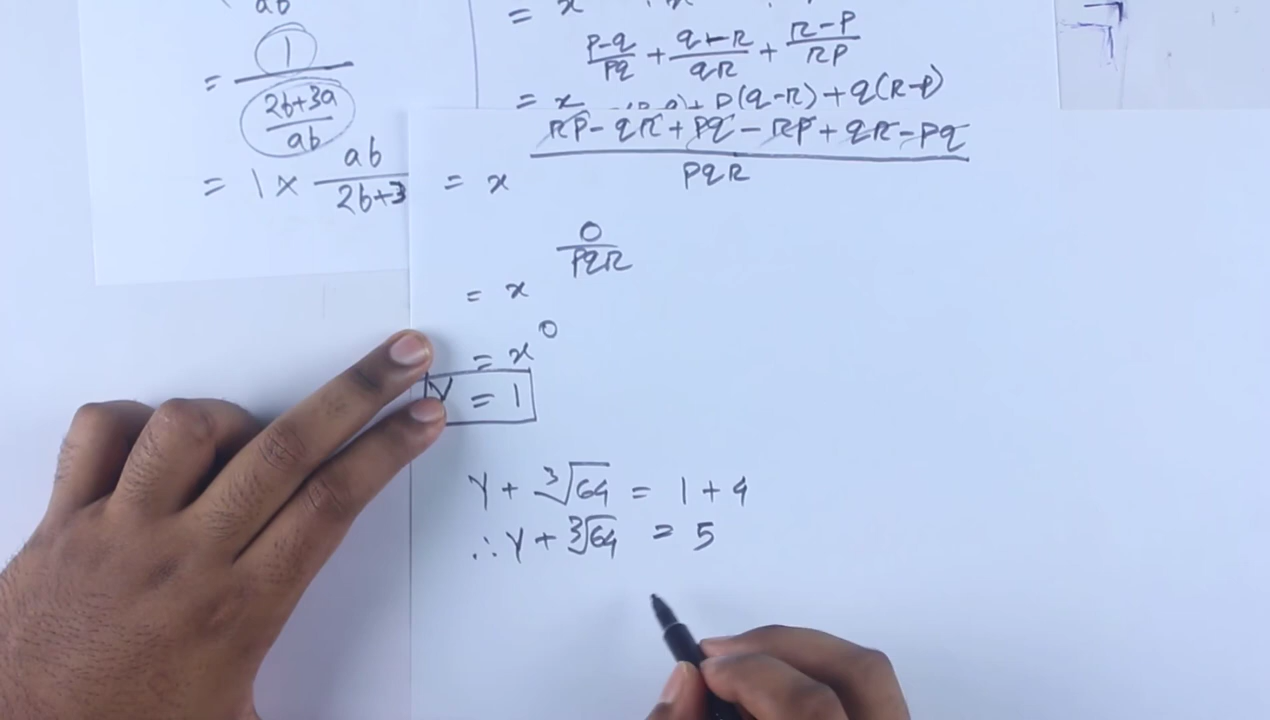 ab
= 1 / (2b+3a / ab)
= 1 × ab / 2b+3
= x
P-q / Pq + q-R / qR + R-P / RP
= x P(q-R) + q(R-P)
= x RP - qR + Pq - RP + qR - Pq / PqR
= x 0 / PqR
= x⁰
Y = 1
Y + ∛64 = 1 + 4
∴ Y + ∛64 = 5